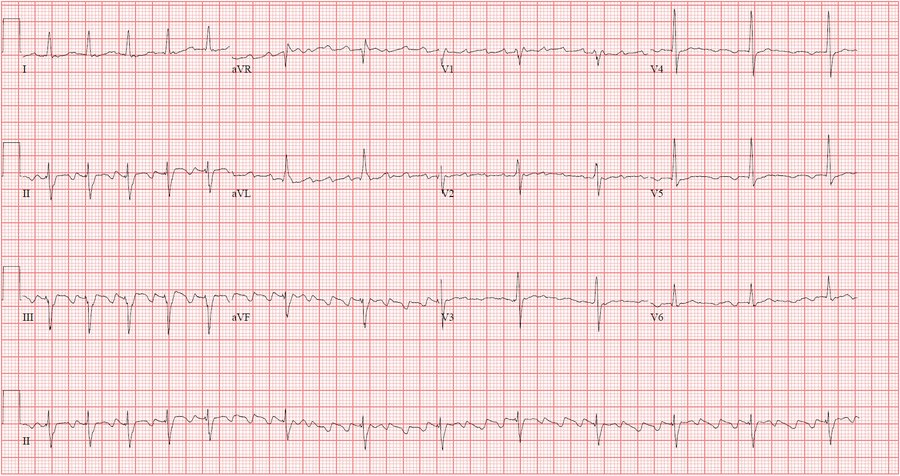 I aVR V1 V4
II aVL V2 V5
III aVF V3 V6
II